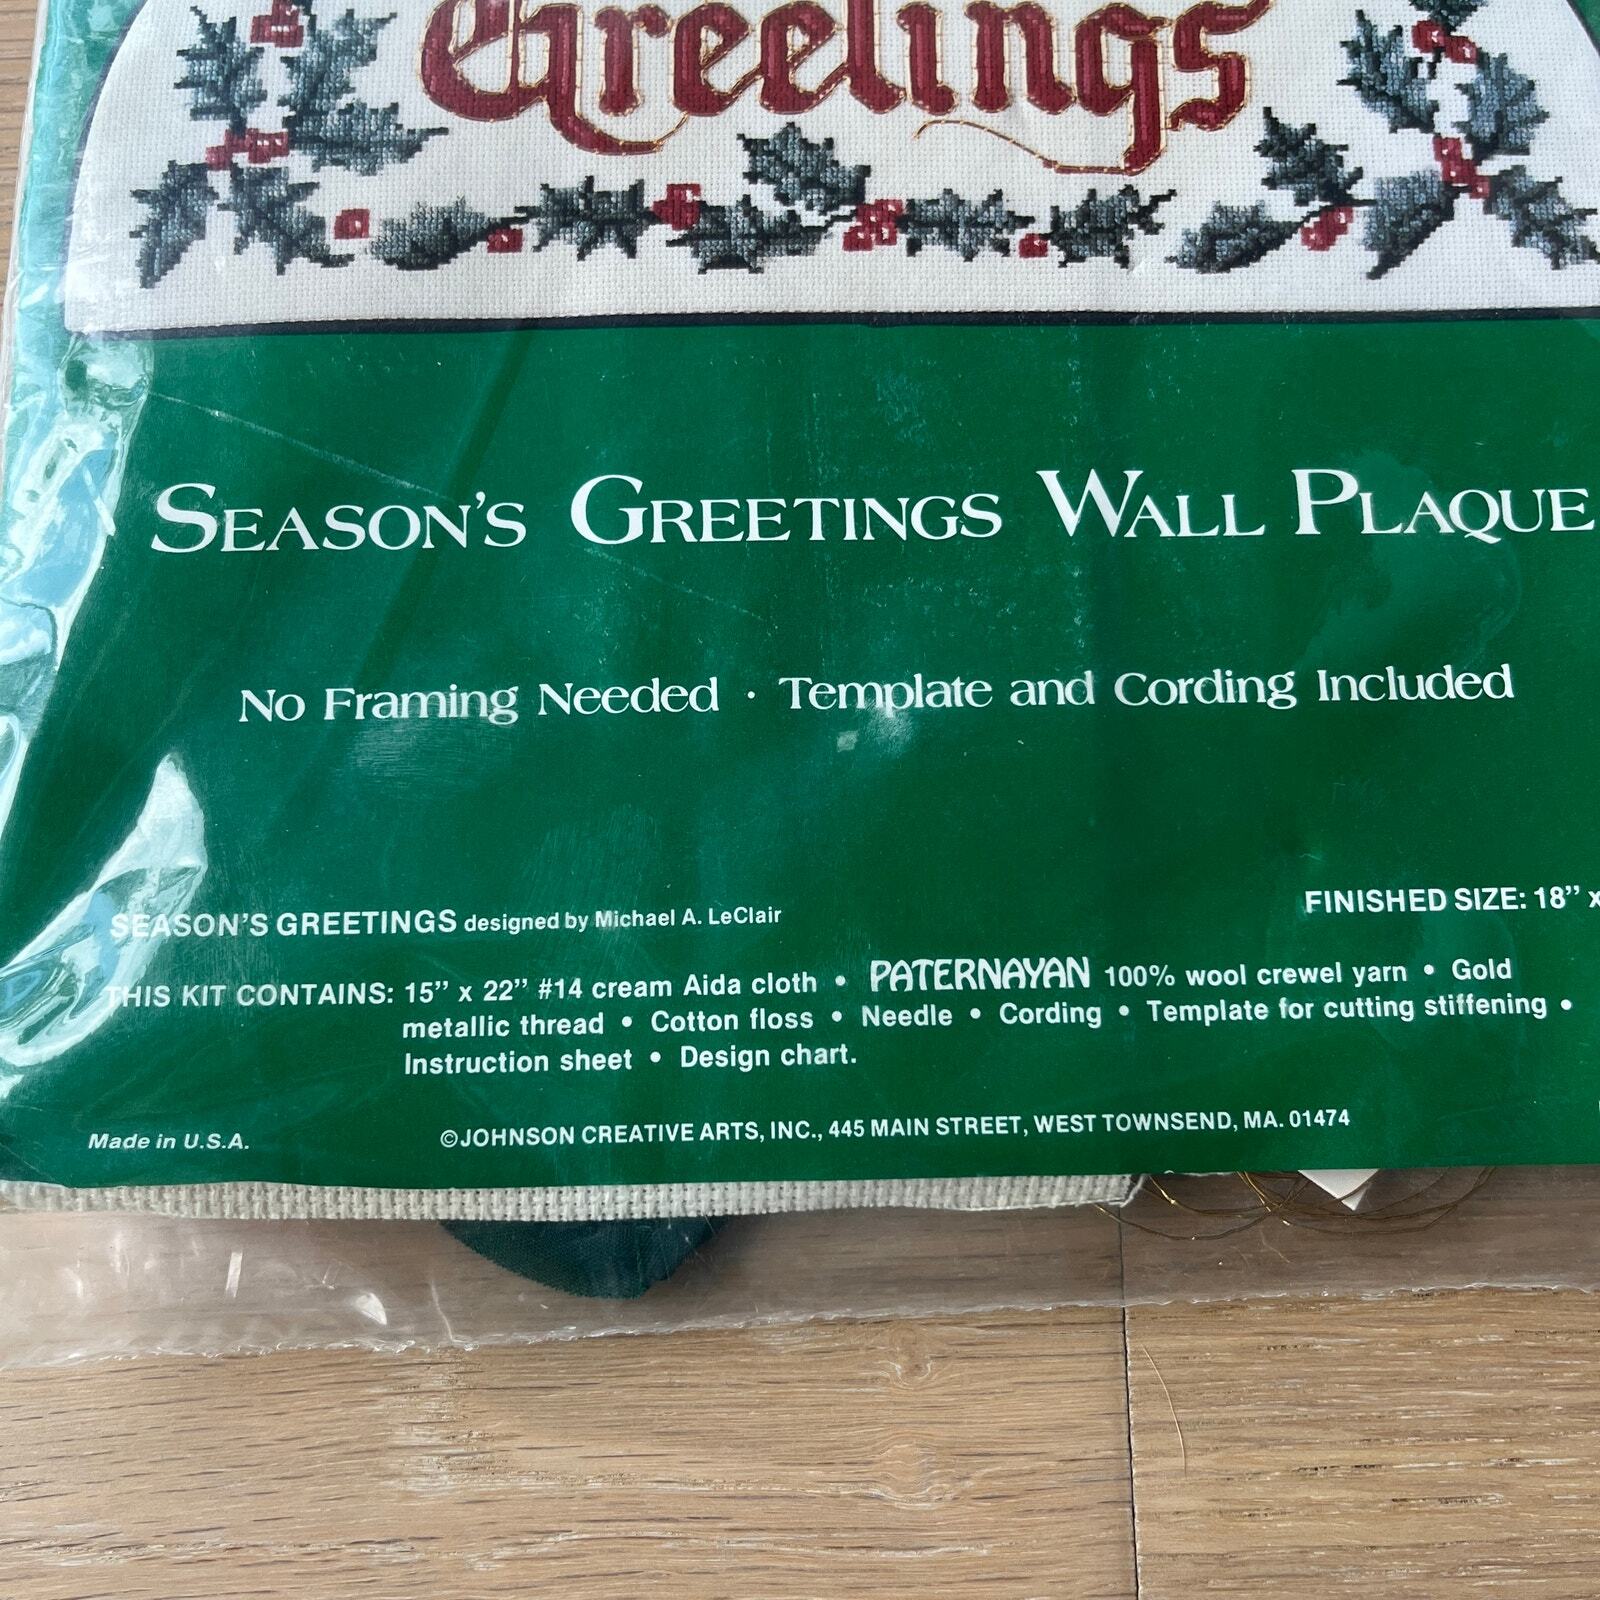 Greetings
SEASON'S GREETINGS WALL PLAQUE
No Framing Needed · Template and Cording Included
SEASON'S GREETINGS designed by Michael A. LeClair
FINISHED SIZE: 18" x
THIS KIT CONTAINS: 15" x 22" #14 cream Aida cloth • PATERNAYAN 100% wool crewel yarn • Gold
metallic thread • Cotton floss • Needle • Cording • Template for cutting stiffening •
Instruction sheet • Design chart.
Made in U.S.A.
©JOHNSON CREATIVE ARTS, INC., 445 MAIN STREET, WEST TOWNSEND, MA. 01474